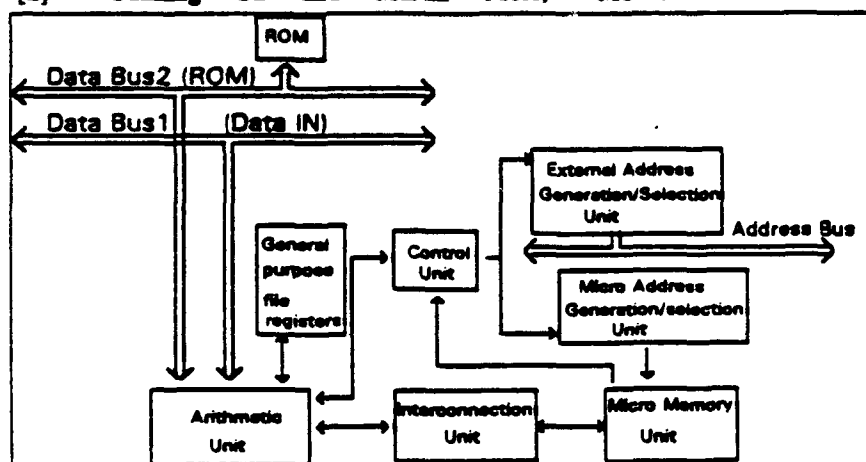 ROM
Data Bus2 (ROM)
Data Bus1 (Data IN)
External Address
Generation/Selection
Unit
Address Bus
General
purpose
file
registers
Control
Unit
Micro Address
Generation/selection
Unit
Arithmetic
Unit
Interconnection
Unit
Micro Memory
Unit